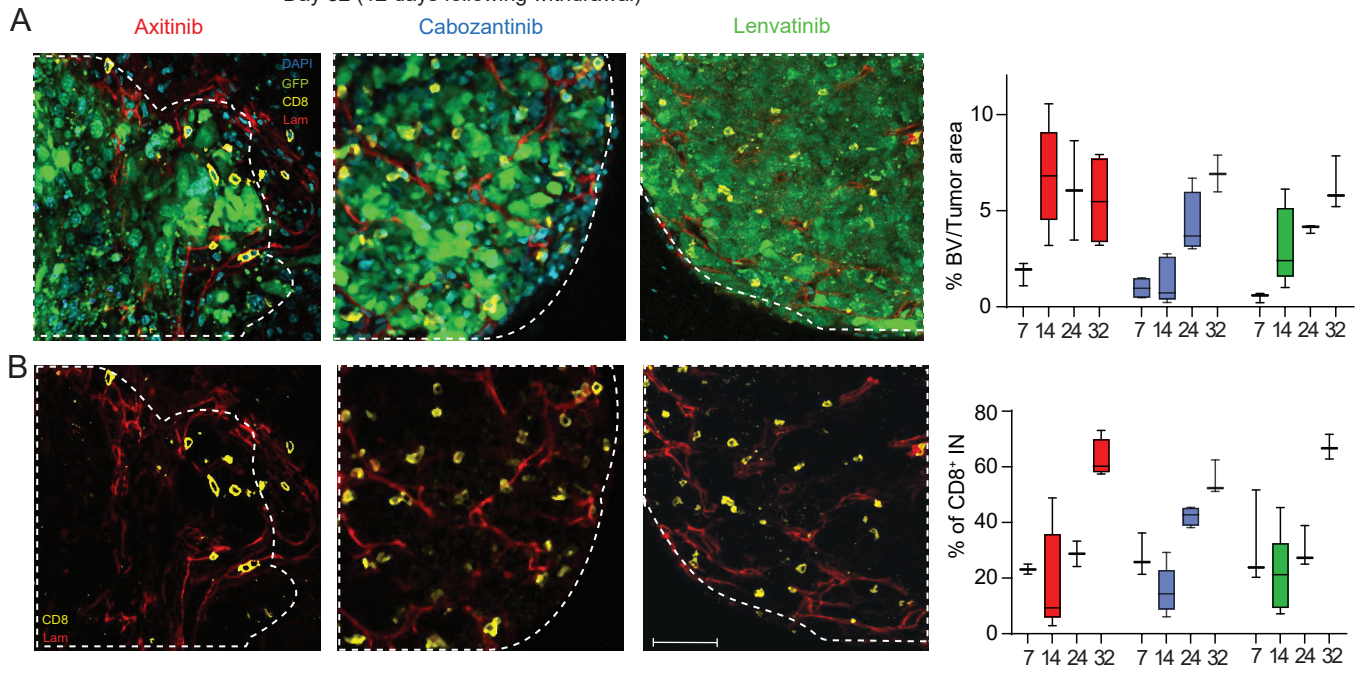 Day 32 (12 days following withdrawal)
A
Axitinib
Cabozantinib
Lenvatinib
DAPI
GFP
CD8
Lam
% BV/Tumor area
10
5
0
7 14 24 32 7 14 24 32 7 14 24 32
B
CD8
Lam
% of CD8⁺ IN
80
60
40
20
0
7 14 24 32 7 14 24 32 7 14 24 32